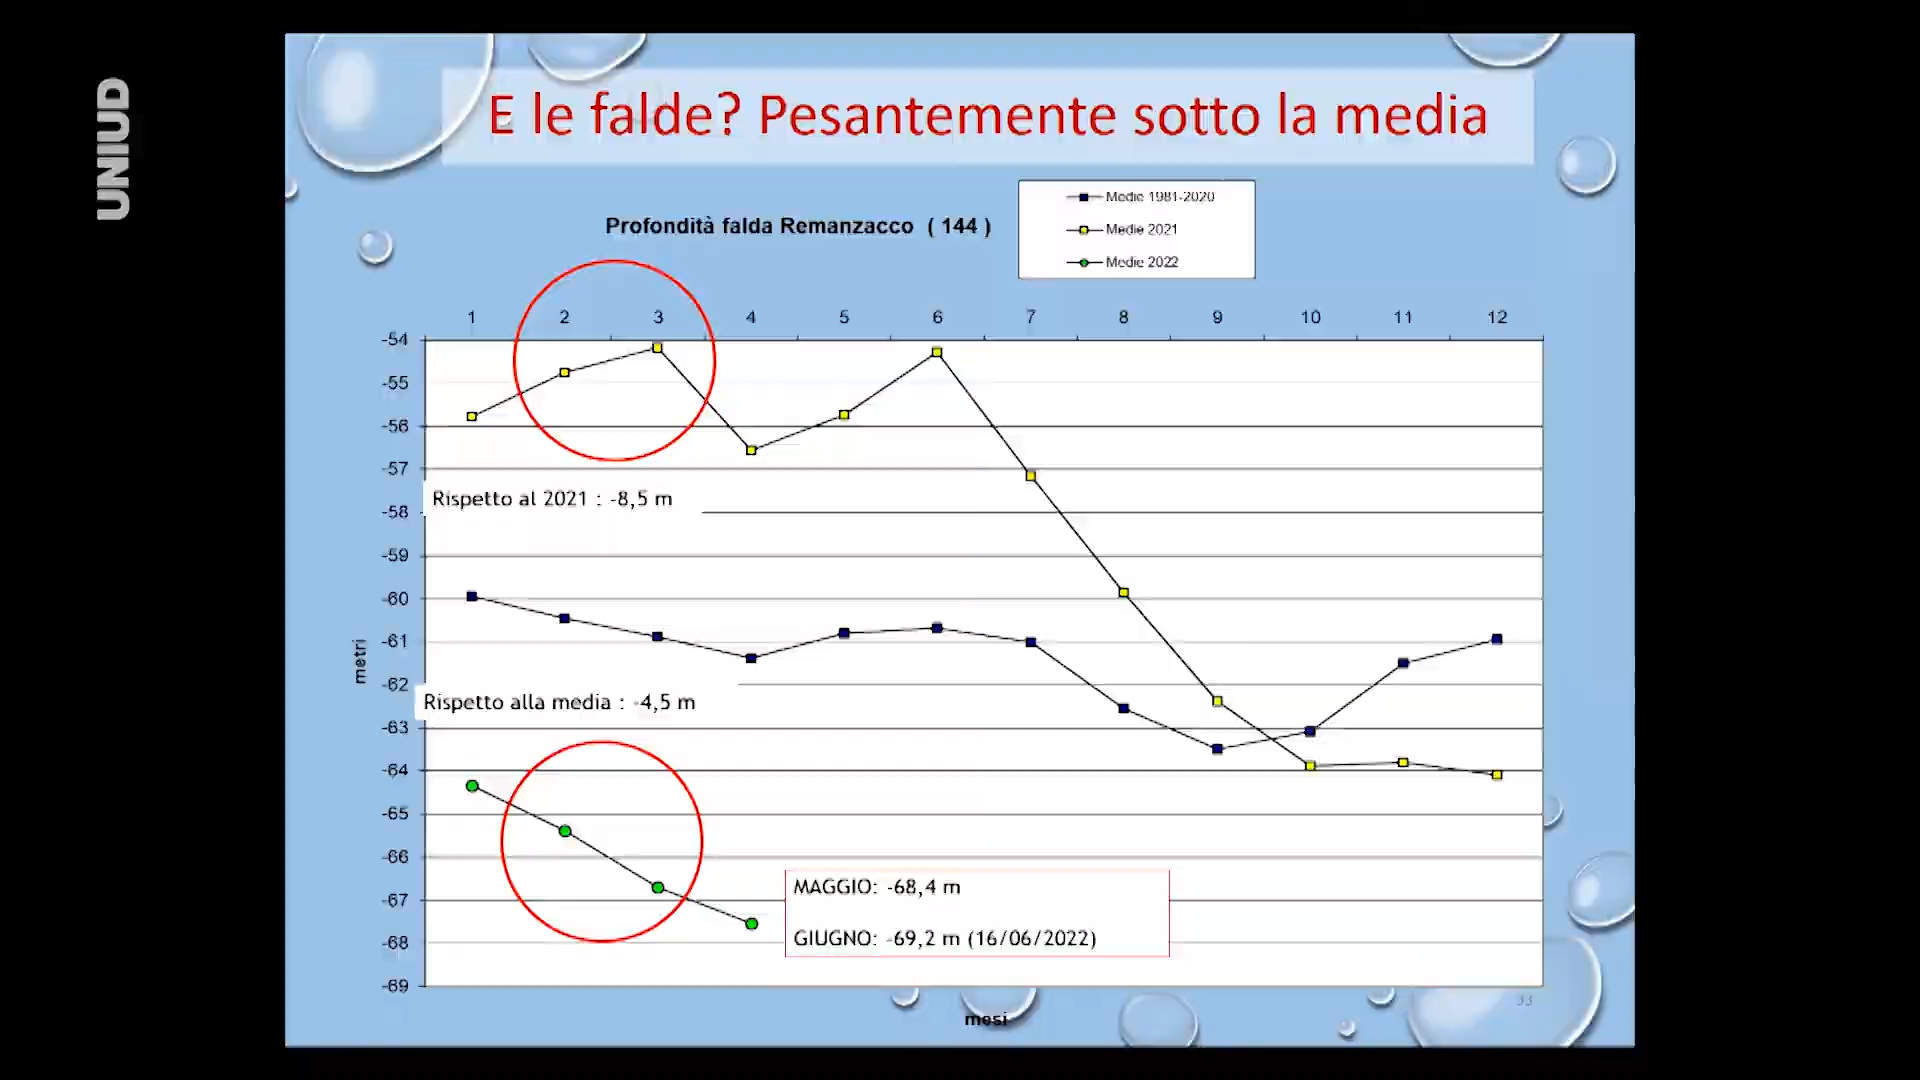 UNIUD
E le falde? Pesantemente sotto la media
Profondità falda Remanzacco ( 144 )
Medie 1981-2020
Medie 2021
Medie 2022
1 2 3 4 5 6 7 8 9 10 11 12
-54
-55
-56
-57
Rispetto al 2021 : -8,5 m
-58
-59
-60
-61
metri
-62
Rispetto alla media : -4,5 m
-63
-64
-65
-66
MAGGIO: -68,4 m
-67
GIUGNO: -69,2 m (16/06/2022)
-68
-69
33
mesi